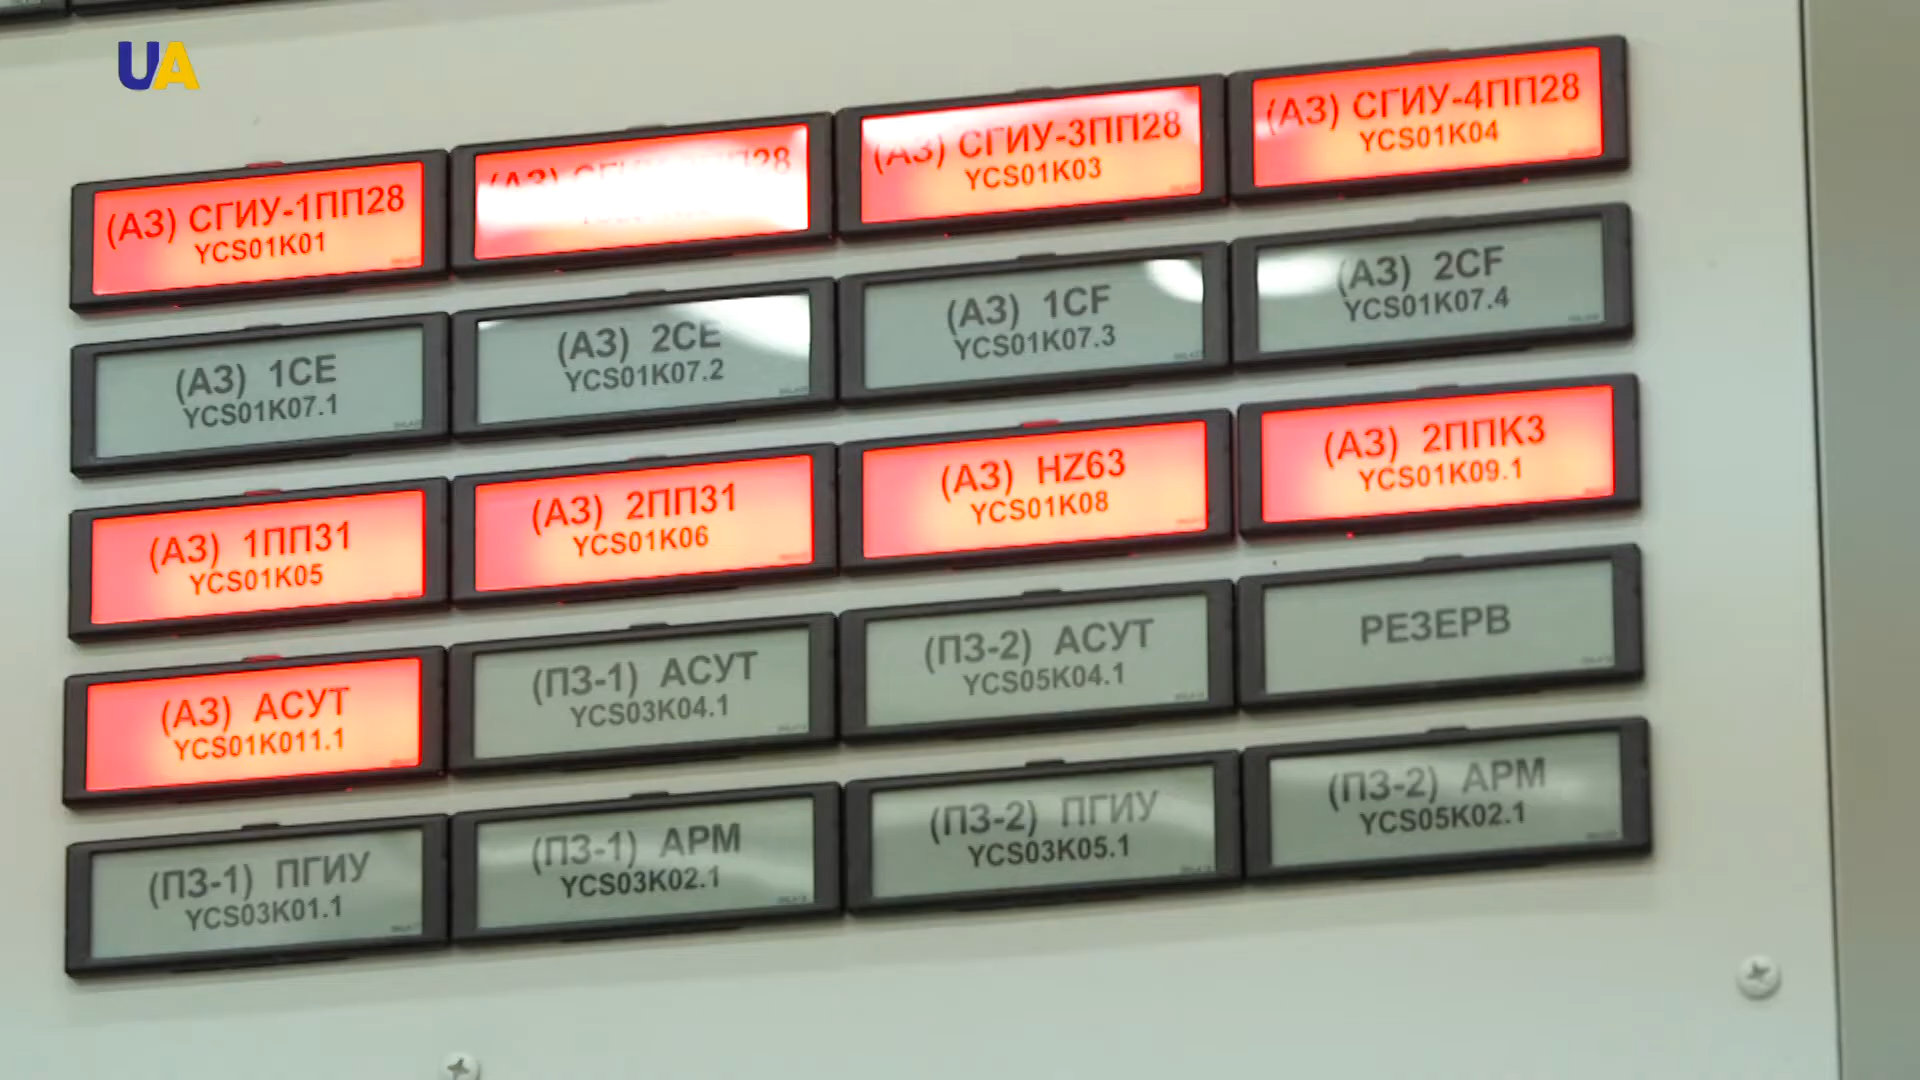 UA
(АЗ) СГИУ-1ПП28
YCS01K01
(АЗ)
(АЗ) СГИУ-3ПП28
YCS01K03
(АЗ) СГИУ-4ПП28
YCS01K04
(АЗ) 1CE
YCS01K07.1
(АЗ) 2CE
YCS01K07.2
(АЗ) 1CF
YCS01K07.3
(АЗ) 2CF
YCS01K07.4
(АЗ) 1ПП31
YCS01K05
(АЗ) 2ПП31
YCS01K06
(АЗ) HZ63
YCS01K08
(АЗ) 2ППК3
YCS01K09.1
(АЗ) АСУТ
YCS01K011.1
(ПЗ-1) АСУТ
YCS03K04.1
(ПЗ-2) АСУТ
YCS05K04.1
РЕЗЕРВ
(ПЗ-1) ПГИУ
YCS03K01.1
(ПЗ-1) АРМ
YCS03K02.1
(ПЗ-2) ПГИУ
YCS03K05.1
(ПЗ-2) АРМ
YCS05K02.1